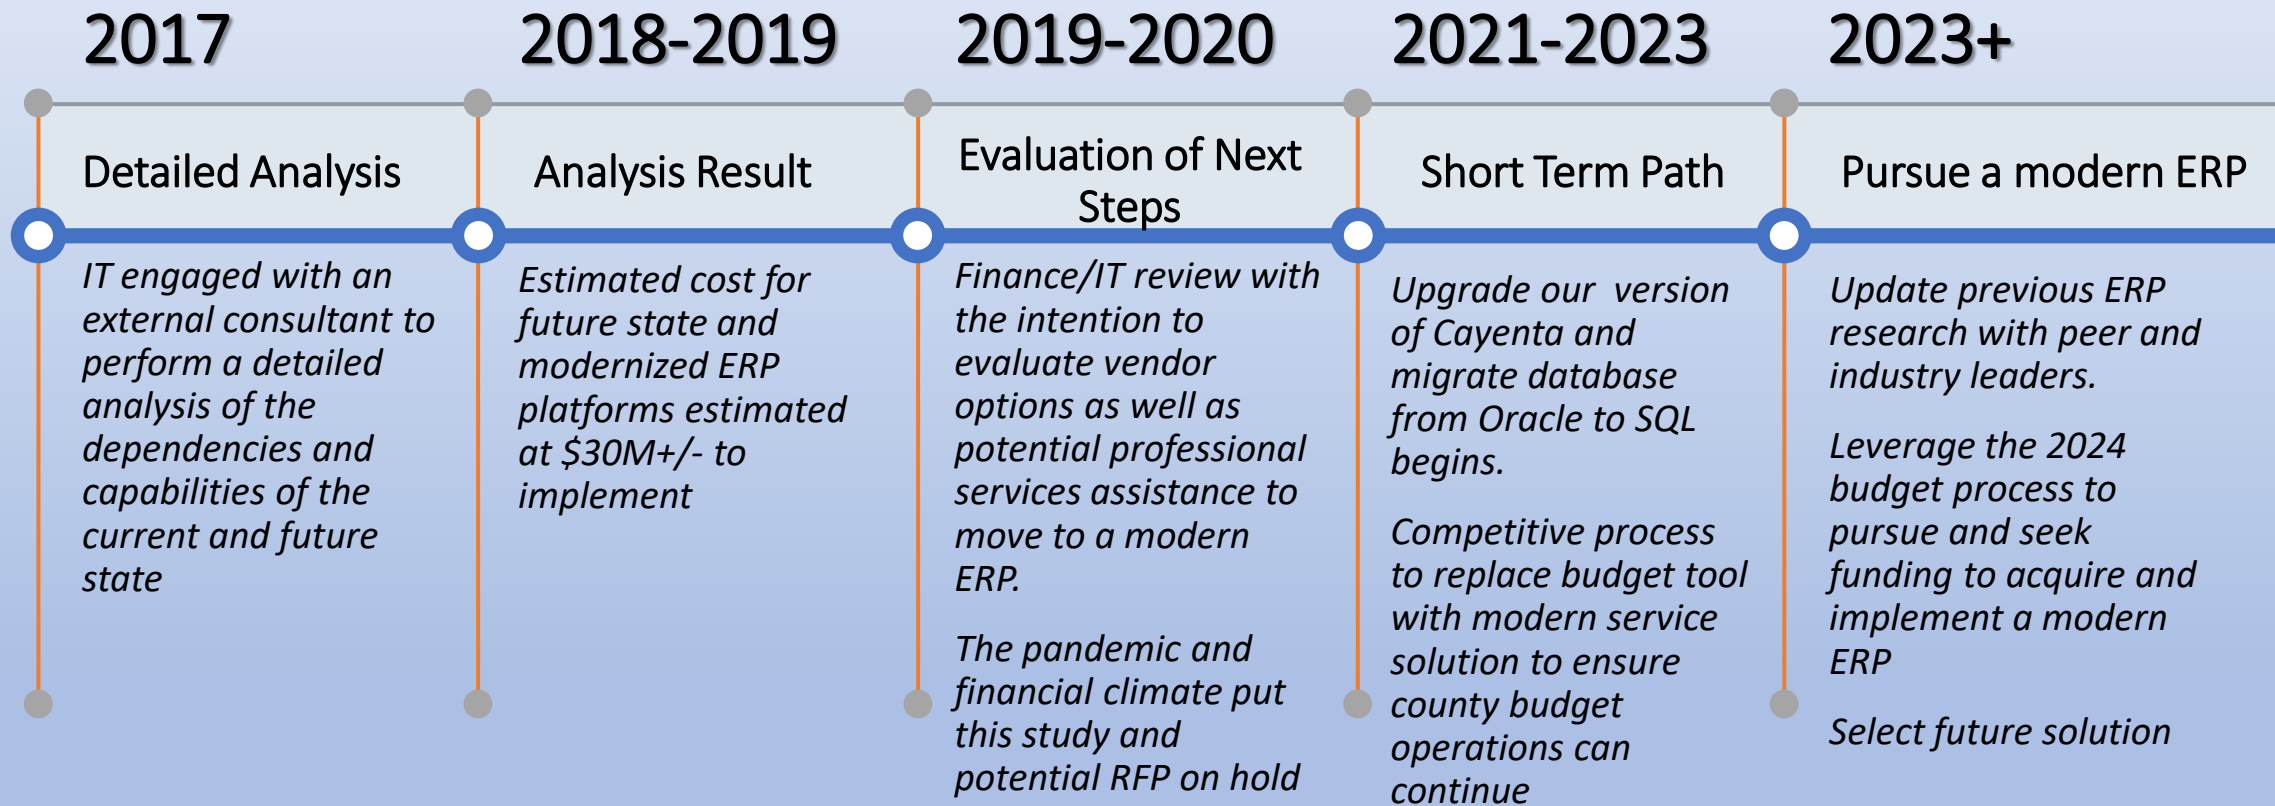 2017
Detailed Analysis
IT engaged with an
external consultant to
perform a detailed
analysis of the
dependencies and
capabilities of the
current and future
state
2018-2019
Analysis Result
Estimated cost for
future state and
modernized ERP
platforms estimated
at $30M+/- to
implement
2019-2020
Evaluation of Next
Steps
Finance/IT review with
the intention to
evaluate vendor
options as well as
potential professional
services assistance to
move to a modern
ERP.
The pandemic and
financial climate put
this study and
potential RFP on hold
2021-2023
Short Term Path
Upgrade our  version
of Cayenta and
migrate database
from Oracle to SQL
begins.
Competitive process
to replace budget tool
with modern service
solution to ensure
county budget
operations can
continue
2023+
Pursue a modern ERP
Update previous ERP
research with peer and
industry leaders.
Leverage the 2024
budget process to
pursue and seek
funding to acquire and
implement a modern
ERP
Select future solution